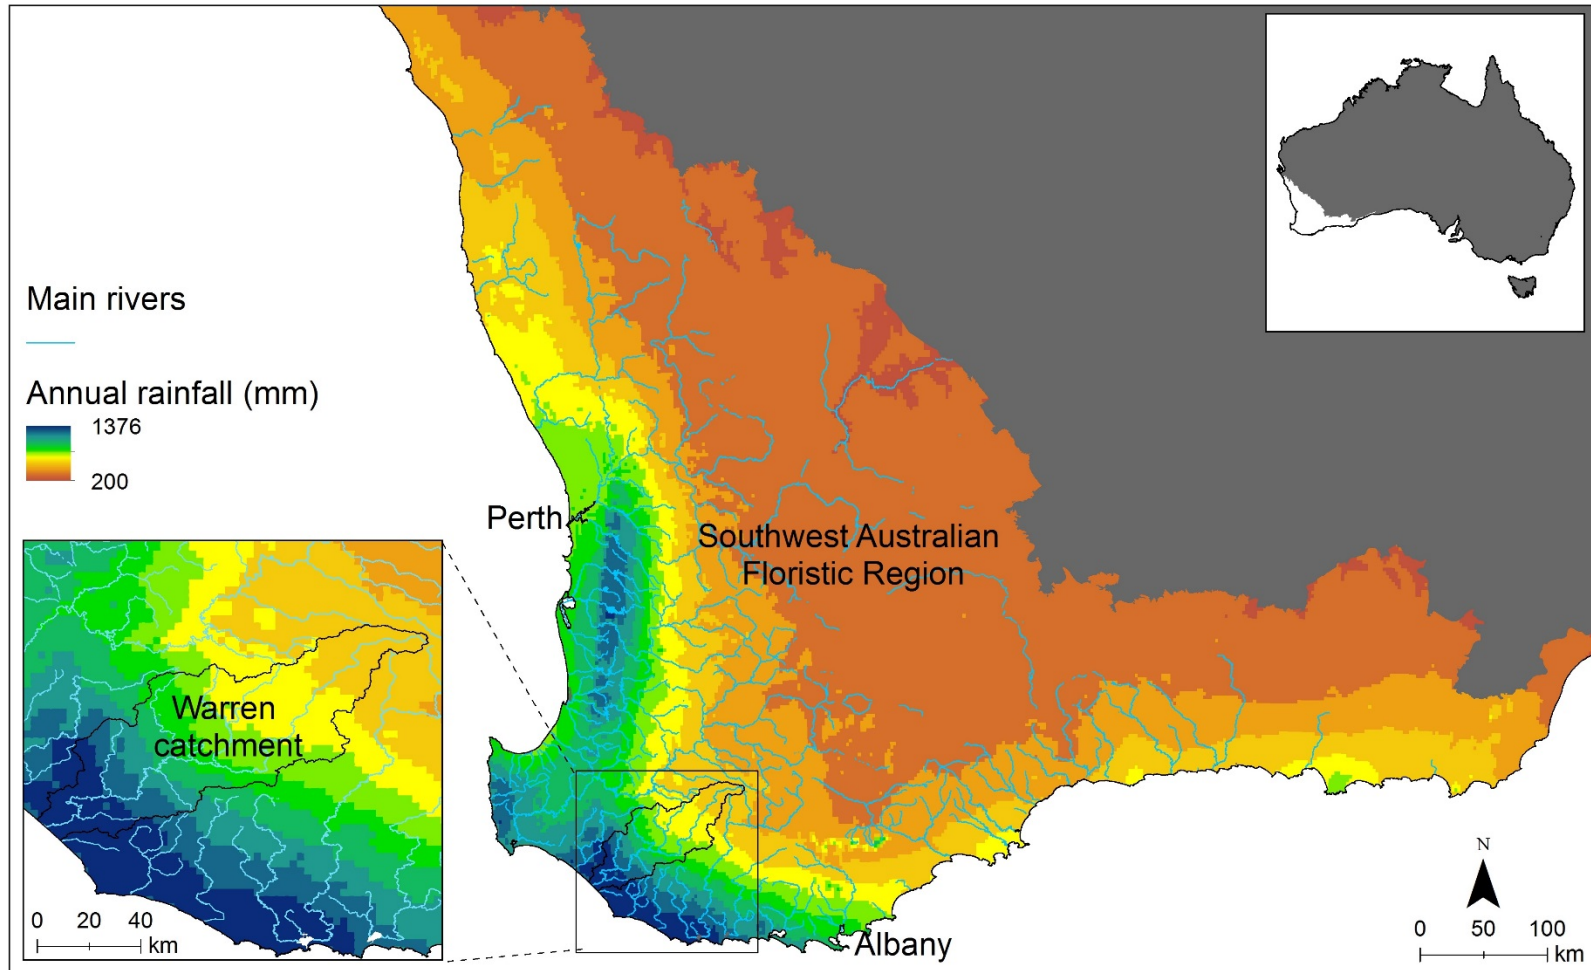 Main rivers
Annual rainfall (mm)
1376
200
Perth
Southwest Australian
Floristic Region
Warren
catchment
0 20 40
km
Albany
N
0 50 100
km